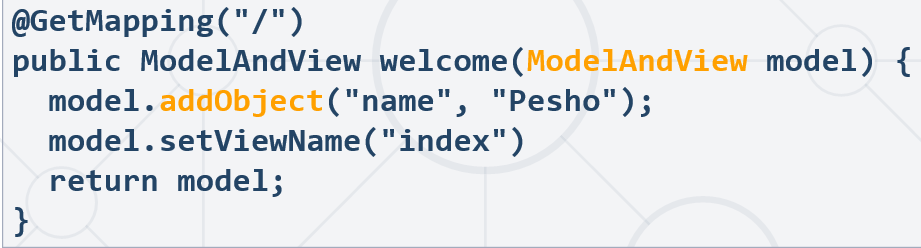 @GetMapping("/")
public ModelAndView welcome(ModelAndView model) {
  model.addObject("name", "Pesho");
  model.setViewName("index")
  return model;
}